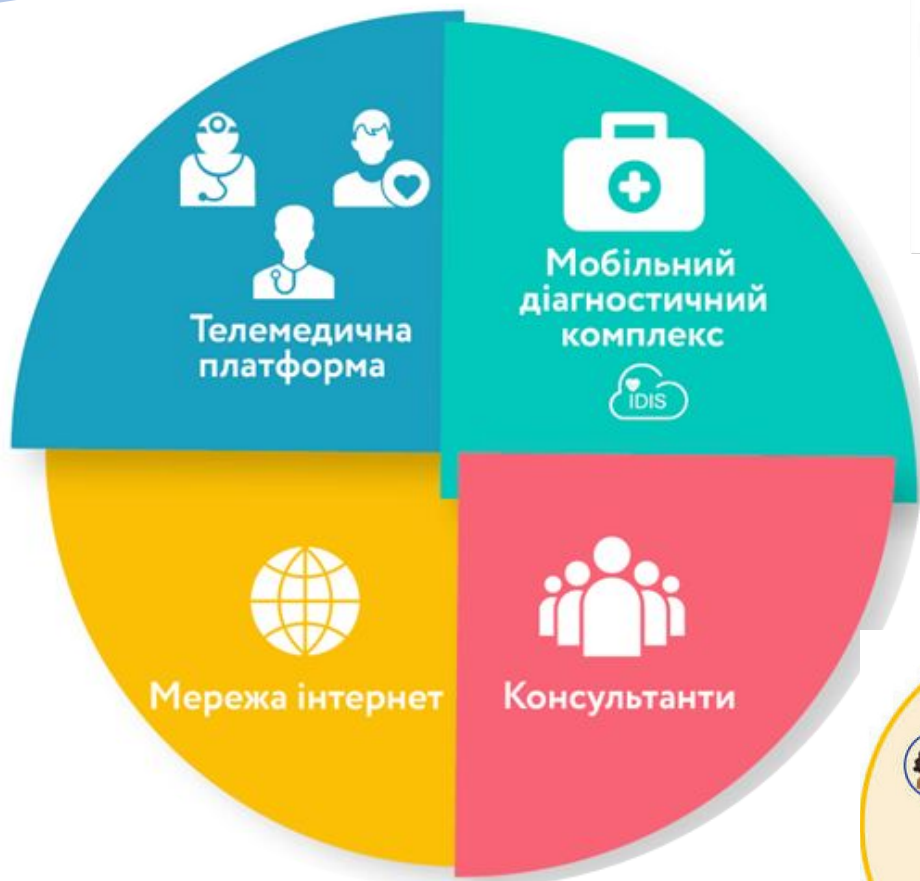 Телемедична
платформа
Мобільний
діагностичний
комплекс
IDIS
Мережа інтернет
Консультанти